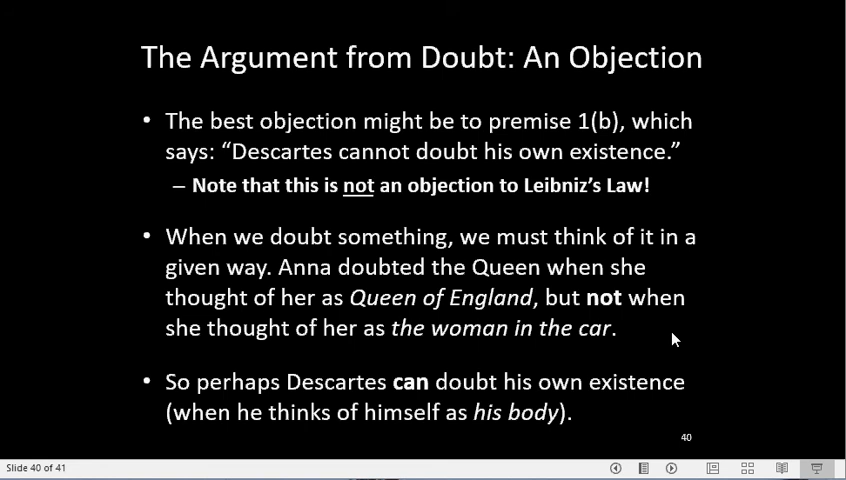 The Argument from Doubt: An Objection
• The best objection might be to premise 1(b), which
says: “Descartes cannot doubt his own existence.”
– Note that this is not an objection to Leibniz’s Law!
• When we doubt something, we must think of it in a
given way. Anna doubted the Queen when she
thought of her as Queen of England, but not when
she thought of her as the woman in the car.
• So perhaps Descartes can doubt his own existence
(when he thinks of himself as his body).
40
Slide 40 of 41